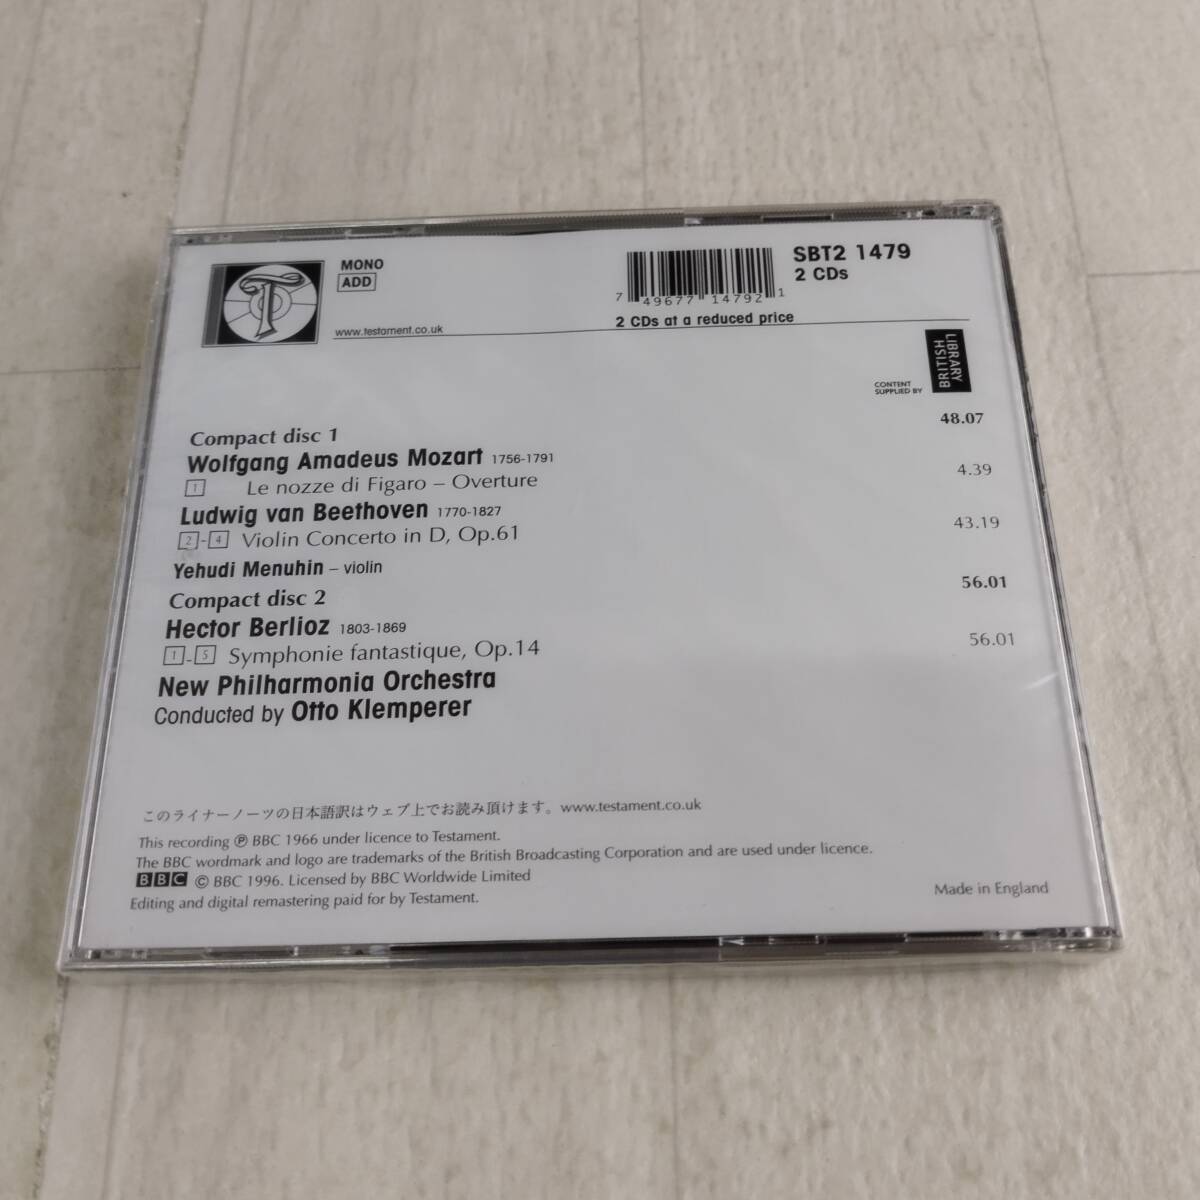 T
MONO
ADD
www.testament.co.uk
7 49677 14792 1
2 CDs at a reduced price
SBT2 1479
2 CDs
CONTENT
SUPPLIED BY
BRITISH
LIBRARY
Compact disc 1 48.07
Wolfgang Amadeus Mozart 1756-1791
1 Le nozze di Figaro – Overture 4.39
Ludwig van Beethoven 1770-1827
2-4 Violin Concerto in D, Op.61 43.19
Yehudi Menuhin – violin
Compact disc 2 56.01
Hector Berlioz 1803-1869
1-5 Symphonie fantastique, Op.14 56.01
New Philharmonia Orchestra
Conducted by Otto Klemperer
このライナーノーツの日本語訳はウェブ上でお読み頂けます。www.testament.co.uk
This recording ℗ BBC 1966 under licence to Testament.
The BBC wordmark and logo are trademarks of the British Broadcasting Corporation and are used under licence.
BBC © BBC 1996. Licensed by BBC Worldwide Limited
Editing and digital remastering paid for by Testament.
Made in England